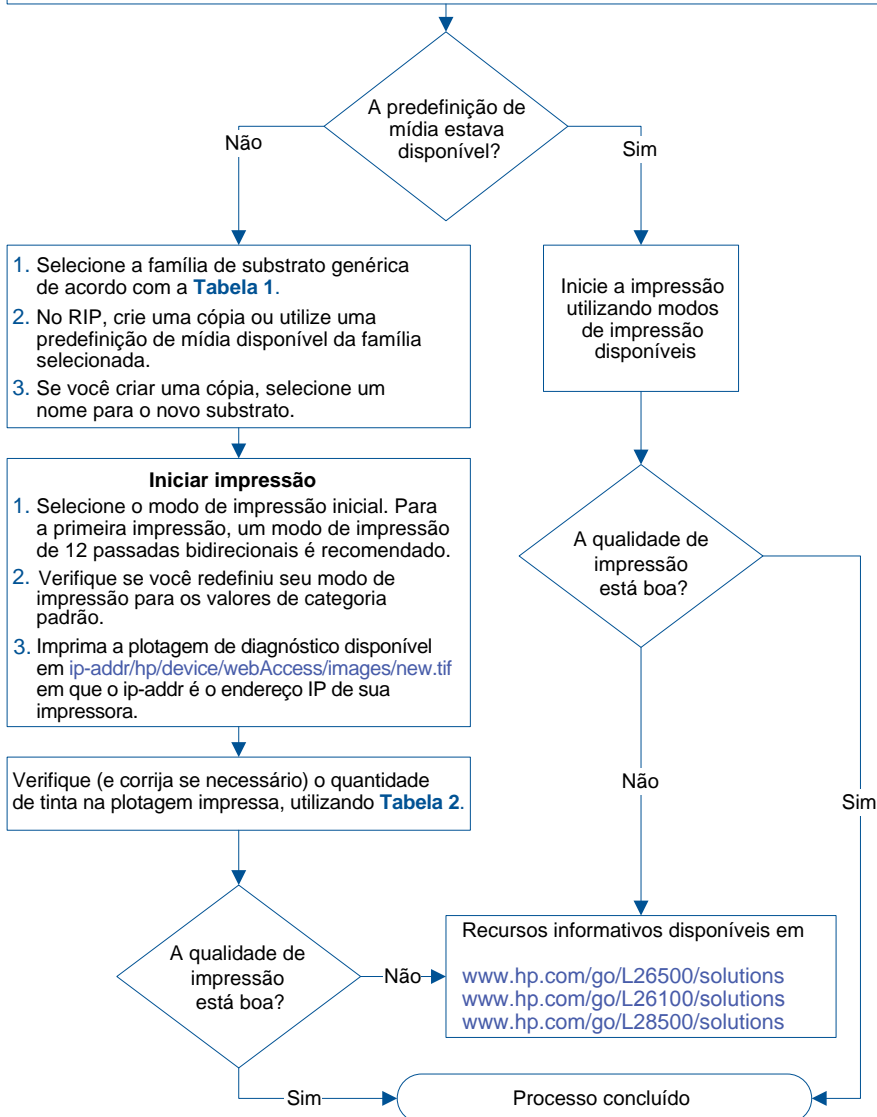 A predefinição de
mídia estava
disponível?
Não
Sim
1. Selecione a família de substrato genérica
de acordo com a Tabela 1.
2. No RIP, crie uma cópia ou utilize uma
predefinição de mídia disponível da família
selecionada.
3. Se você criar uma cópia, selecione um
nome para o novo substrato.
Inicie a impressão
utilizando modos
de impressão
disponíveis
Iniciar impressão
1. Selecione o modo de impressão inicial. Para
a primeira impressão, um modo de impressão
de 12 passadas bidirecionais é recomendado.
2. Verifique se você redefiniu seu modo de
impressão para os valores de categoria
padrão.
3. Imprima a plotagem de diagnóstico disponível
em ip-addr/hp/device/webAccess/images/new.tif
em que o ip-addr é o endereço IP de sua
impressora.
A qualidade de
impressão
está boa?
Verifique (e corrija se necessário) o quantidade
de tinta na plotagem impressa, utilizando Tabela 2.
Não
Sim
A qualidade de
impressão
está boa?
Não
Recursos informativos disponíveis em
www.hp.com/go/L26500/solutions
www.hp.com/go/L26100/solutions
www.hp.com/go/L28500/solutions
Sim
Processo concluído